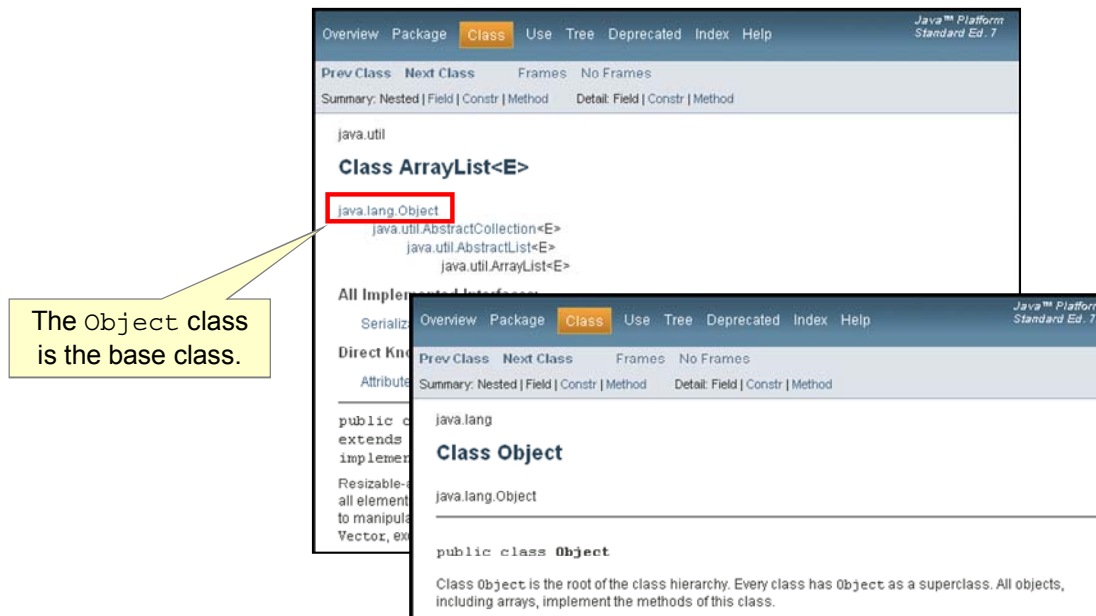 Overview Package Class Use Tree Deprecated Index Help
Java™ Platform
Standard Ed. 7
Prev Class Next Class Frames No Frames
Summary: Nested | Field | Constr | Method Detail: Field | Constr | Method
java.util
Class ArrayList<E>
java.lang.Object
java.util.AbstractCollection<E>
java.util.AbstractList<E>
java.util.ArrayList<E>
The Object class
is the base class.
All Implemented Interfaces:
Direct
public
extends
Resizable-
all
to
Vector,
Overview Package Class Use Tree Deprecated Index Help
Java™
Standard Ed. 7
Prev Class Next Class Frames No Frames
Summary: Nested | Field | Constr | Method Detail: Field | Constr | Method
java.lang
Class Object
java.lang.Object
public class Object
Class Object is the root of the class hierarchy. Every class has Object as a superclass. All objects,
including arrays, implement the methods of this class.